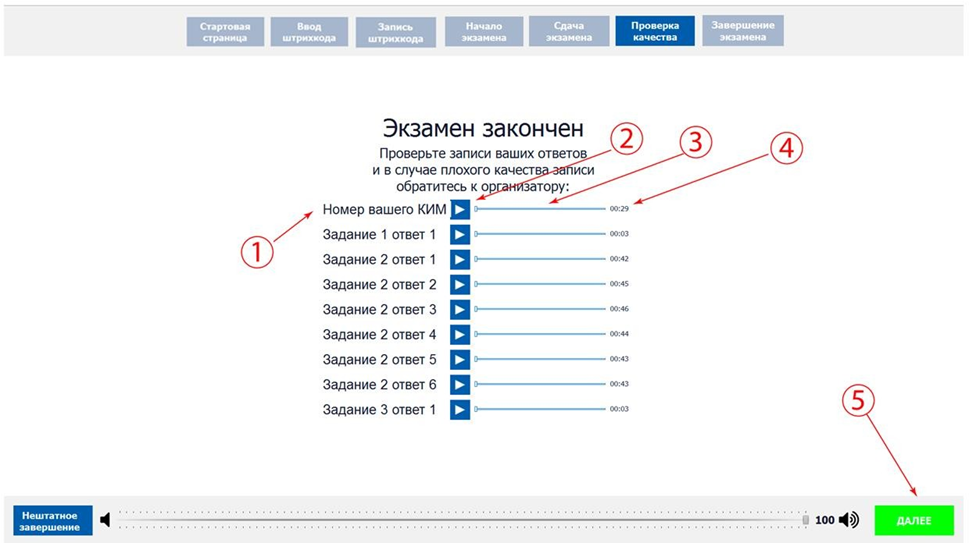 Стартовая
страница
Ввод
штрихкода
Запись
штрихкода
Начало
экзамена
Сдача
экзамена
Проверка
качества
Завершение
экзамена
Экзамен закончен
Проверьте записи ваших ответов
и в случае плохого качества записи
обратитесь к организатору:
2
3
4
1
Номер вашего КИМ 00:29
Задание 1 ответ 1 00:03
Задание 2 ответ 1 00:42
Задание 2 ответ 2 00:45
Задание 2 ответ 3 00:46
Задание 2 ответ 4 00:44
Задание 2 ответ 5 00:43
Задание 2 ответ 6 00:43
Задание 3 ответ 1 00:03
5
Нештатное
завершение
100
ДАЛЕЕ